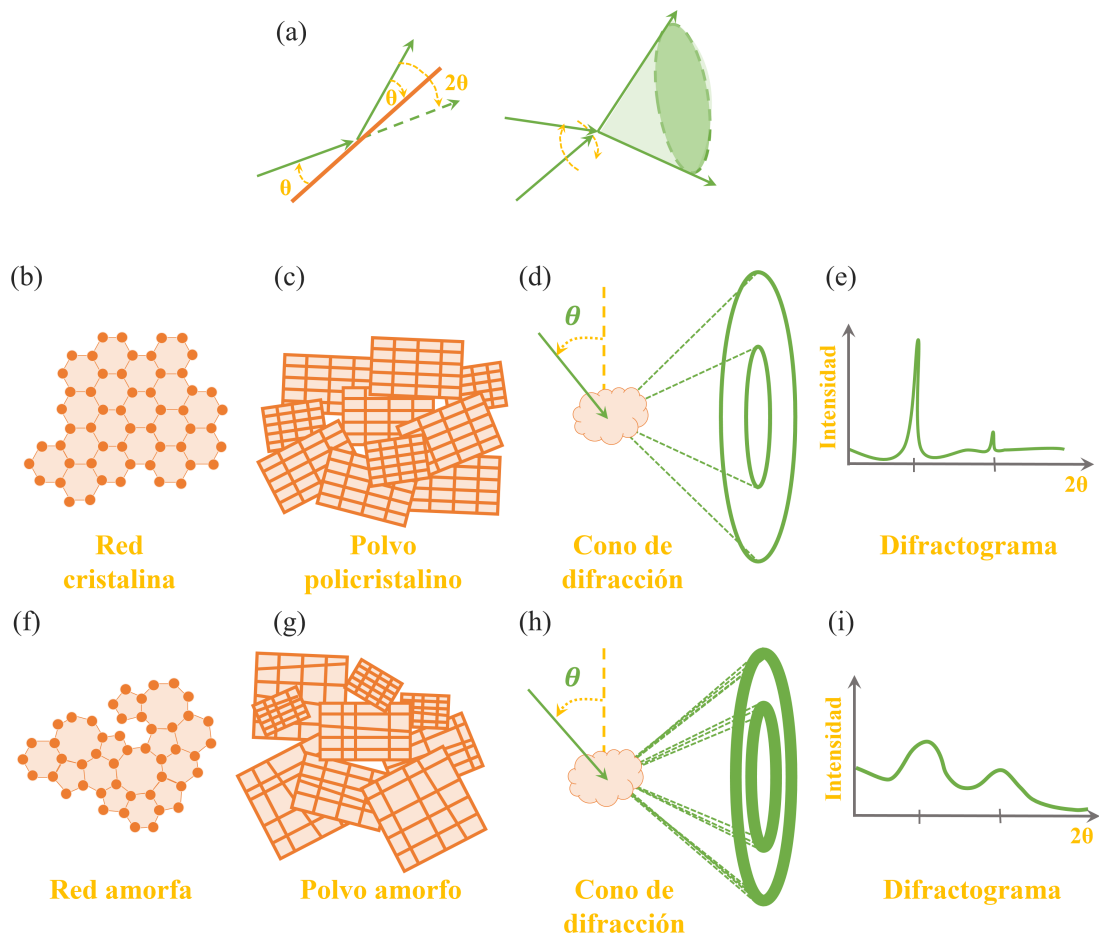 (a)
θ
2θ
θ
(b)
(c)
(d)
(e)
θ
Intensidad
2θ
Red
cristalina
Polvo
policristalino
Cono de
difracción
Difractograma
(f)
(g)
(h)
(i)
θ
Intensidad
2θ
Red amorfa
Polvo amorfo
Cono de
difracción
Difractograma